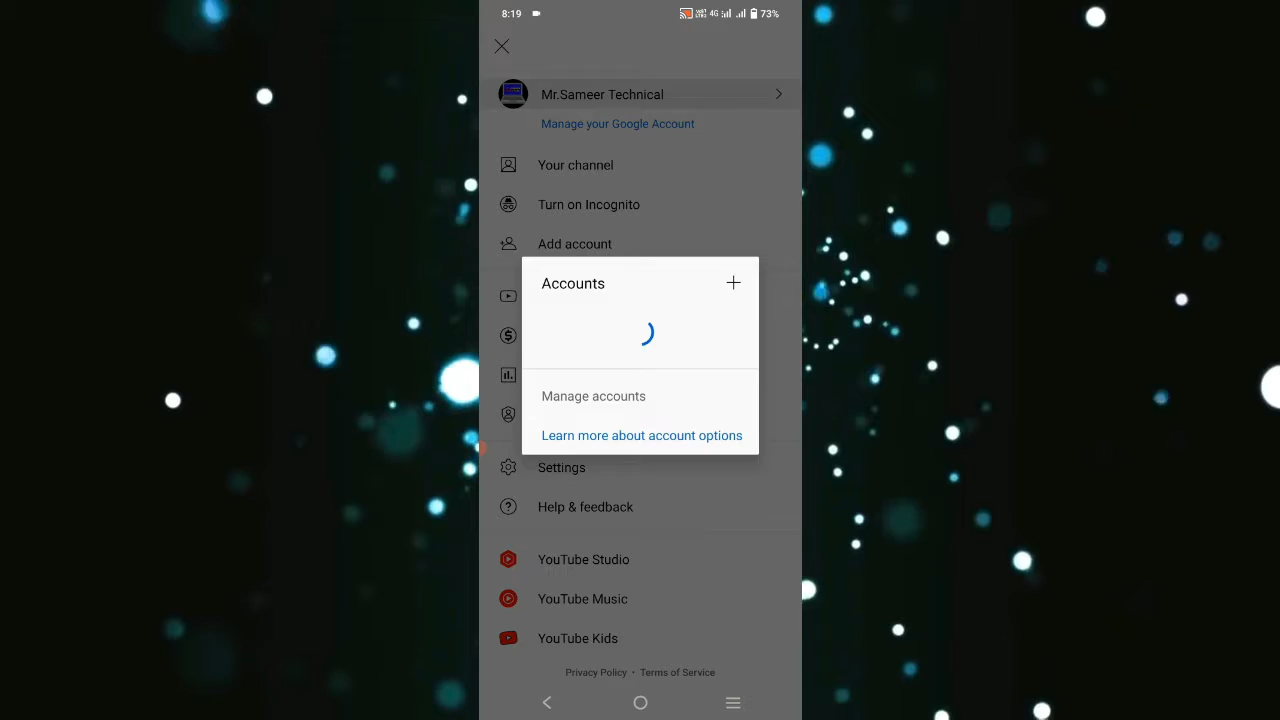 8:19
4G
73%
Mr.Sameer Technical
Manage your Google Account
Your channel
Turn on Incognito
Add account
Accounts
Manage accounts
Learn more about account options
Settings
Help & feedback
YouTube Studio
YouTube Music
YouTube Kids
Privacy Policy • Terms of Service